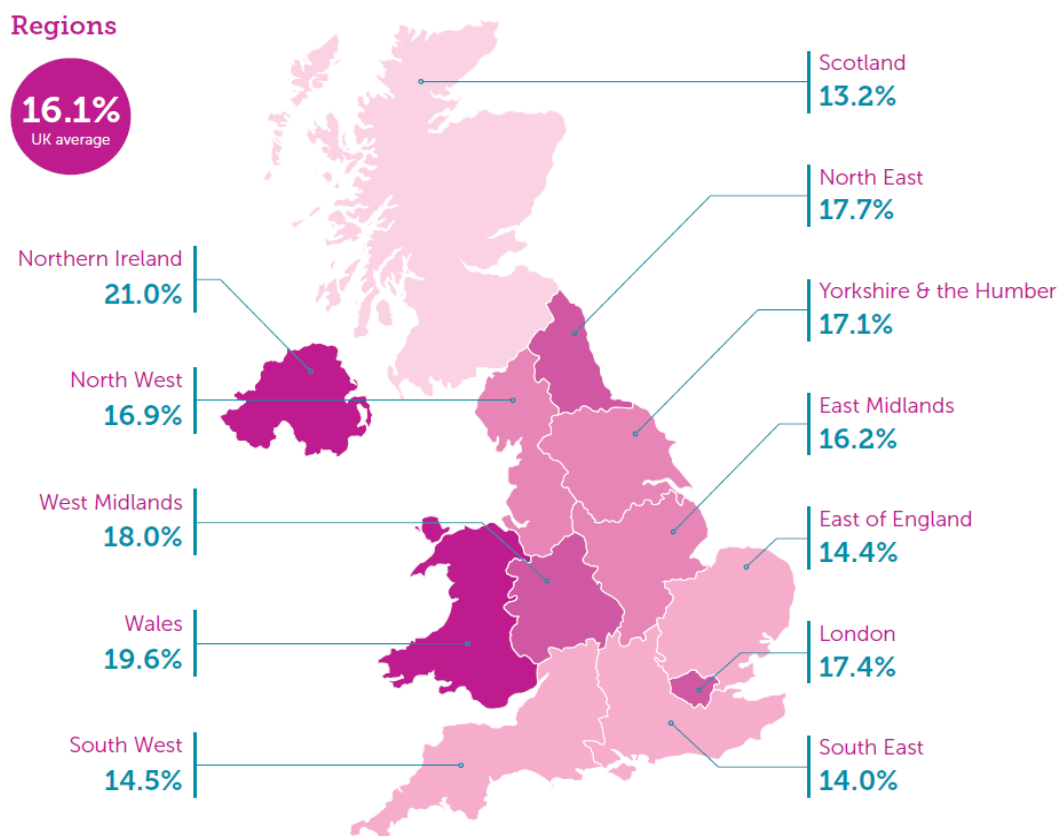 Regions
16.1%
UK average
Scotland
13.2%
North East
17.7%
Northern Ireland
21.0%
Yorkshire & the Humber
17.1%
North West
16.9%
East Midlands
16.2%
West Midlands
18.0%
East of England
14.4%
Wales
19.6%
London
17.4%
South West
14.5%
South East
14.0%